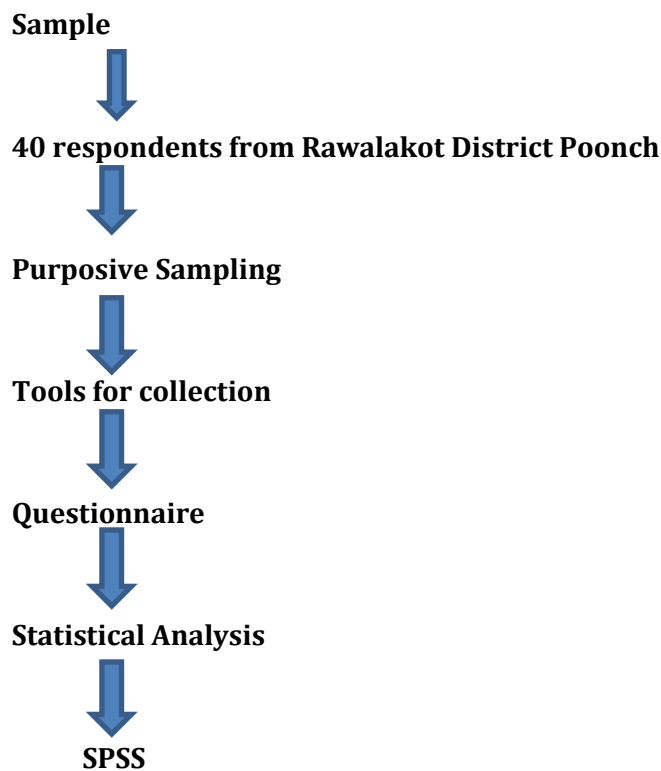 Sample
40 respondents from Rawalakot District Poonch
Purposive Sampling
Tools for collection
Questionnaire
Statistical Analysis
SPSS